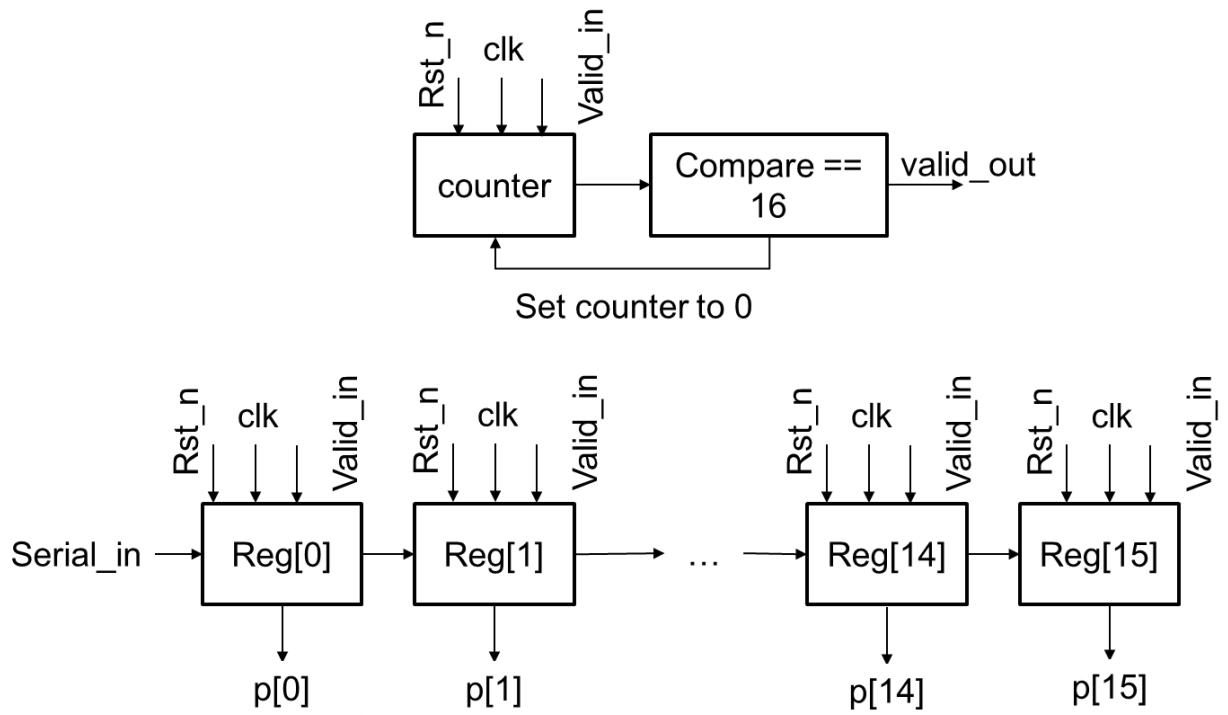 Rst_n
clk
Valid_in
counter
Compare ==
16
valid_out
Set counter to 0
Rst_n
clk
Valid_in
Rst_n
clk
Valid_in
Rst_n
clk
Valid_in
Rst_n
clk
Valid_in
Serial_in
Reg[0]
Reg[1]
...
Reg[14]
Reg[15]
p[0]
p[1]
p[14]
p[15]